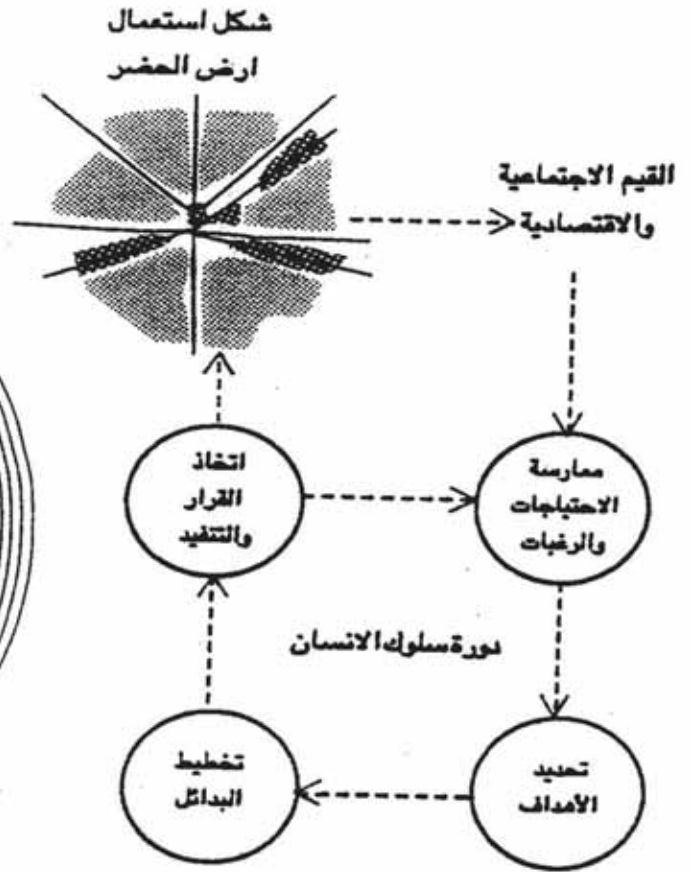 شكل استعمال
ارض الحضر
القيم الاجتماعية
والاقتصادية
اتخاذ
القرار
والتنفيد
ممارسة
الاحتياجات
والرغبات
دورة سلوك الانسان
تخطيط
البدائل
تحديد
الأهداف